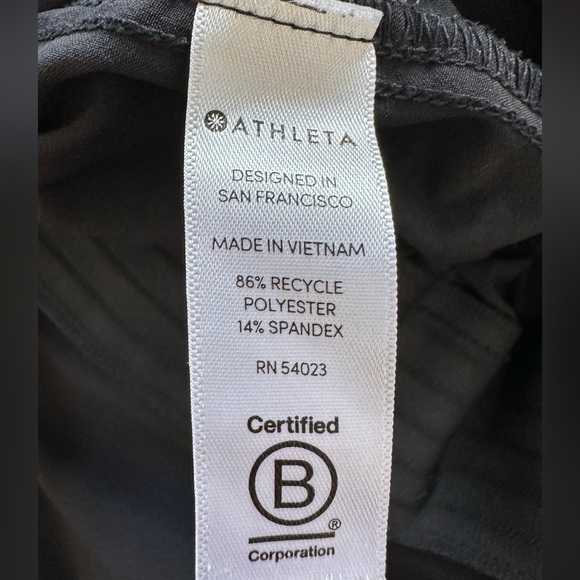 ATHLETA
DESIGNED IN
SAN FRANCISCO
MADE IN VIETNAM
86% RECYCLE
POLYESTER
14% SPANDEX
RN 54023
Certified
B
®
Corporation